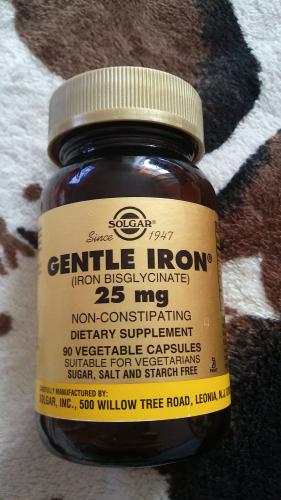 SOLGAR®
Since 1947
GENTLE IRON®
(IRON BISGLYCINATE)
25 mg
NON-CONSTIPATING
DIETARY SUPPLEMENT
90 VEGETABLE CAPSULES
SUITABLE FOR VEGETARIANS
SUGAR, SALT AND STARCH FREE
CAREFULLY MANUFACTURED BY:
SOLGAR, INC., 500 WILLOW TREE ROAD, LEONIA, N.J.